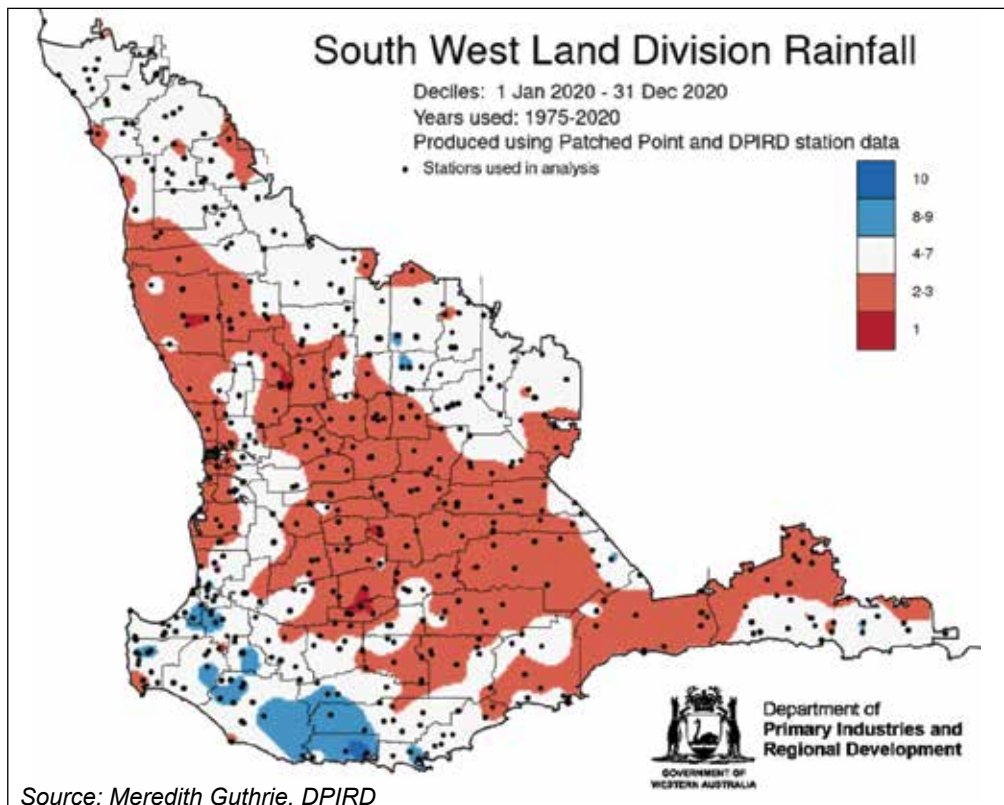 South West Land Division Rainfall
Deciles: 1 Jan 2020 - 31 Dec 2020
Years used: 1975-2020
Produced using Patched Point and DPIRD station data
• Stations used in analysis
10
8-9
4-7
2-3
1
Department of
Primary Industries and
Regional Development
GOVERNMENT OF
WESTERN AUSTRALIA
Source: Meredith Guthrie, DPIRD